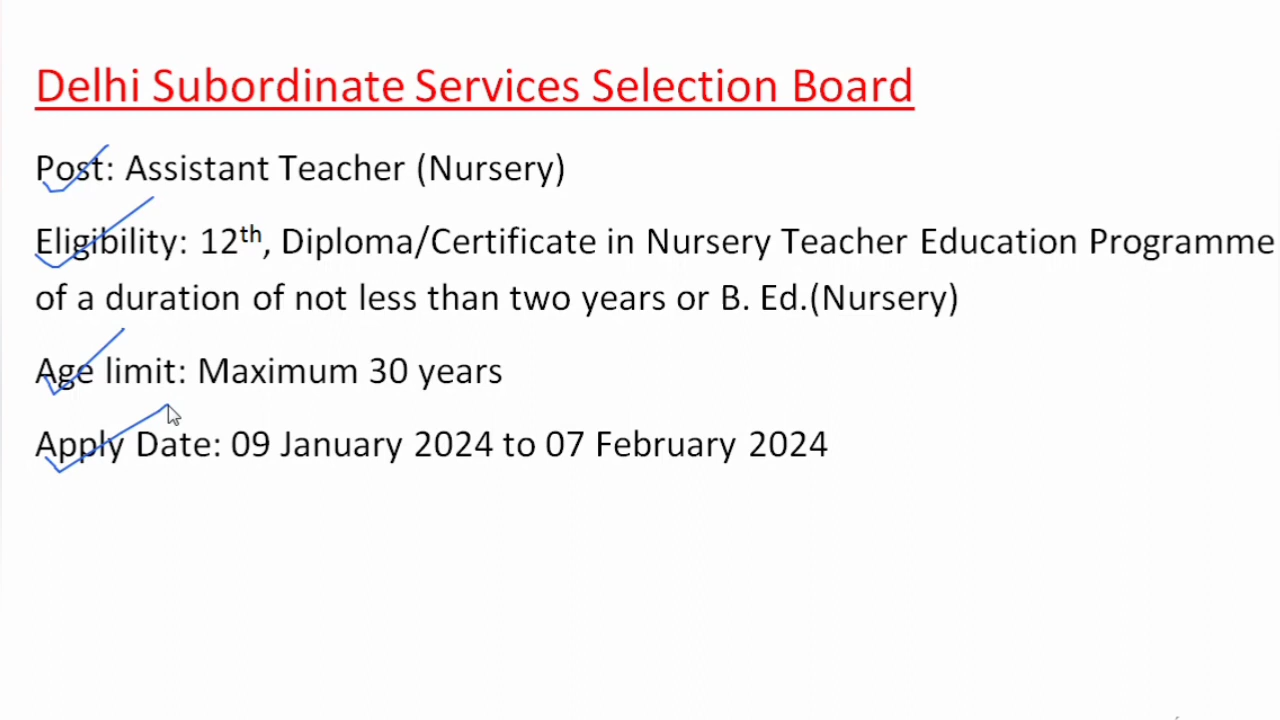 Delhi Subordinate Services Selection Board
Post: Assistant Teacher (Nursery)
Eligibility: 12th, Diploma/Certificate in Nursery Teacher Education Programme
of a duration of not less than two years or B. Ed.(Nursery)
Age limit: Maximum 30 years
Apply Date: 09 January 2024 to 07 February 2024